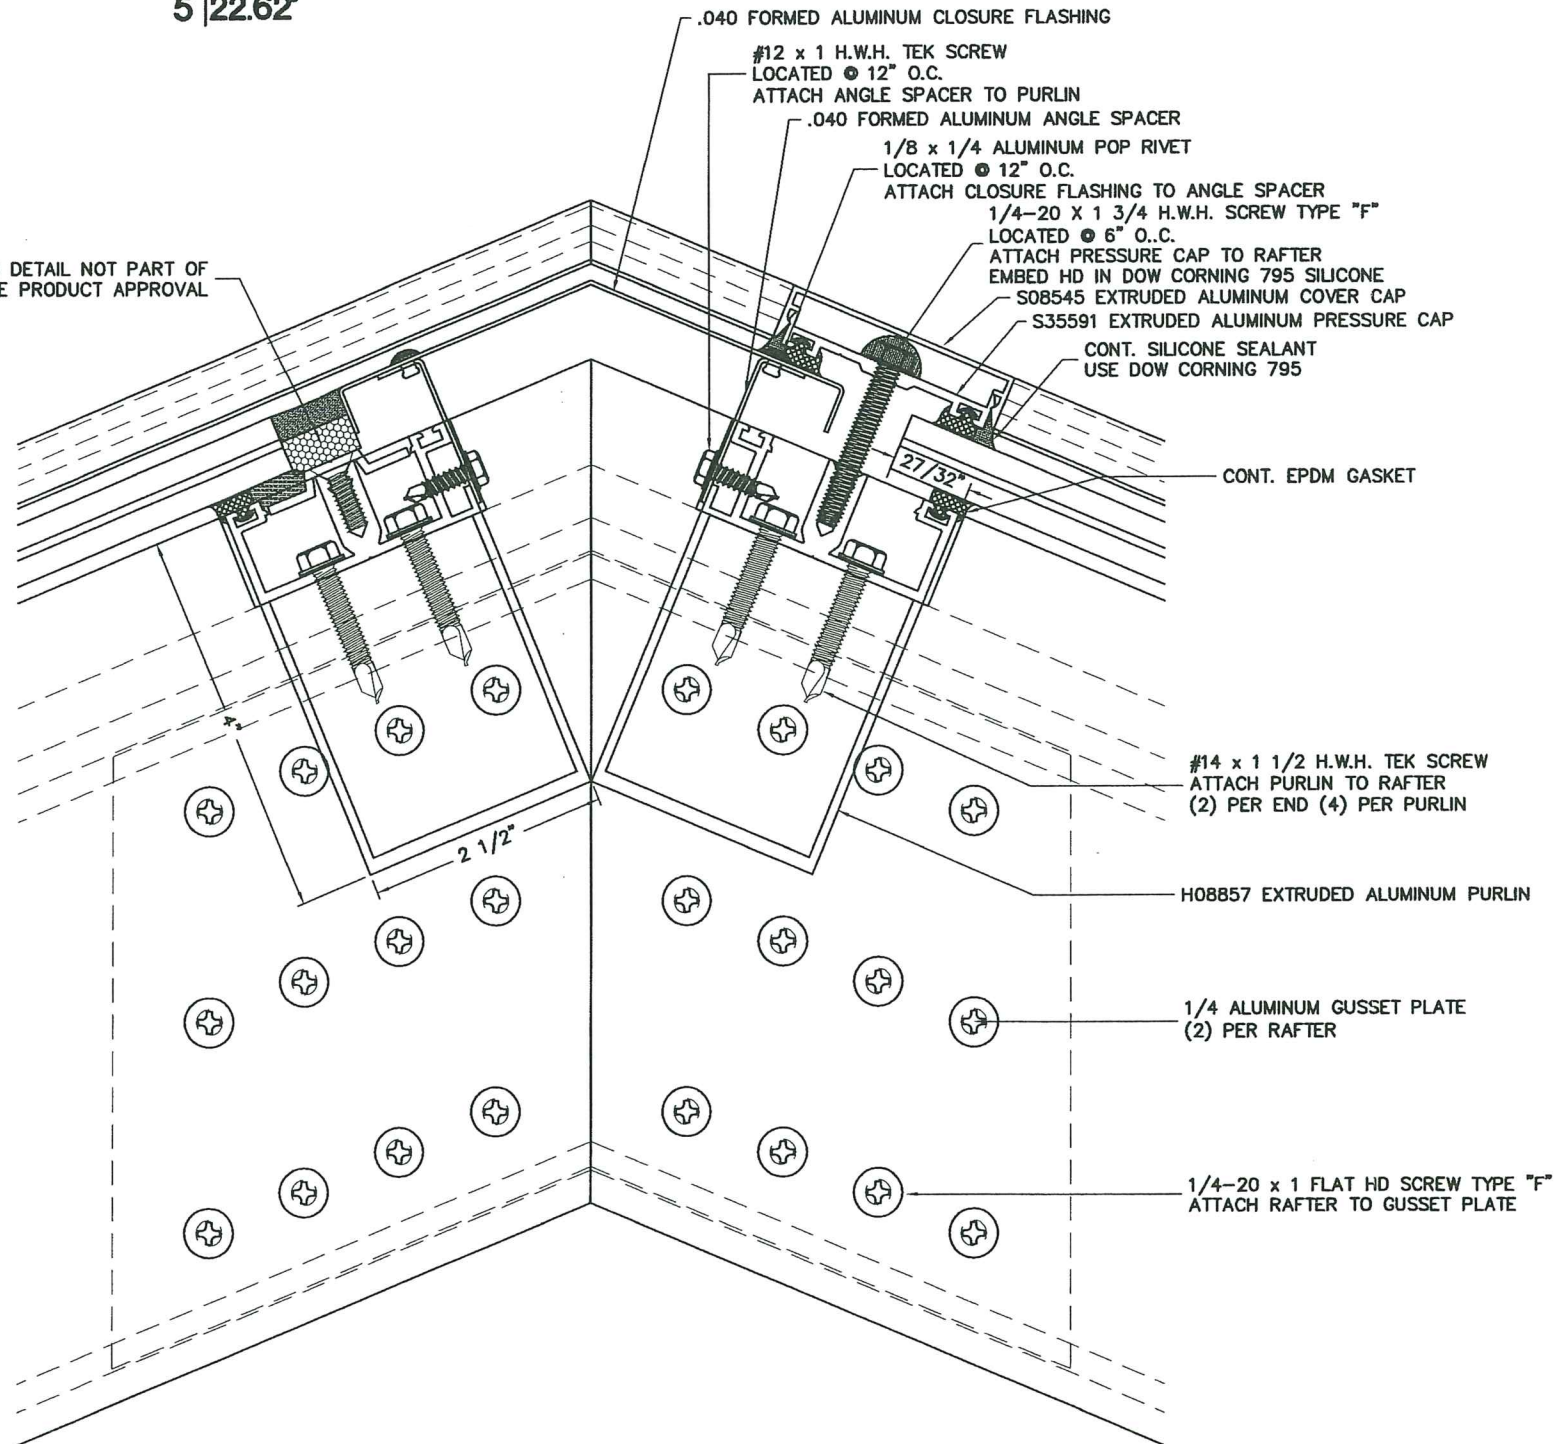 5 22.62°
.040 FORMED ALUMINUM CLOSURE FLASHING
#12 x 1 H.W.H. TEK SCREW
LOCATED @ 12" O.C.
ATTACH ANGLE SPACER TO PURLIN
.040 FORMED ALUMINUM ANGLE SPACER
1/8 x 1/4 ALUMINUM POP RIVET
LOCATED @ 12" O.C.
ATTACH CLOSURE FLASHING TO ANGLE SPACER
1/4-20 X 1 3/4 H.W.H. SCREW TYPE "F"
LOCATED @ 6" O..C.
ATTACH PRESSURE CAP TO RAFTER
EMBED HD IN DOW CORNING 795 SILICONE
S08545 EXTRUDED ALUMINUM COVER CAP
S35591 EXTRUDED ALUMINUM PRESSURE CAP
CONT. SILICONE SEALANT
USE DOW CORNING 795
DETAIL NOT PART OF
E PRODUCT APPROVAL
27/32"
CONT. EPDM GASKET
4"
2 1/2"
#14 x 1 1/2 H.W.H. TEK SCREW
ATTACH PURLIN TO RAFTER
(2) PER END (4) PER PURLIN
H08857 EXTRUDED ALUMINUM PURLIN
1/4 ALUMINUM GUSSET PLATE
(2) PER RAFTER
1/4-20 x 1 FLAT HD SCREW TYPE "F"
ATTACH RAFTER TO GUSSET PLATE